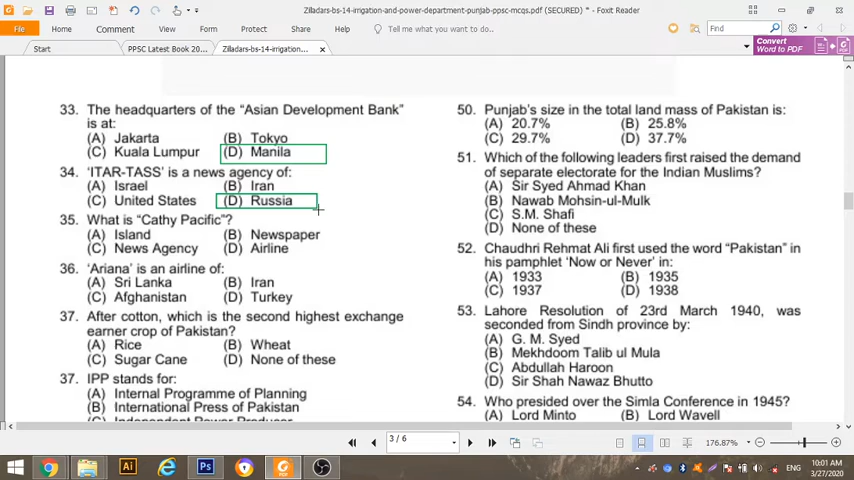 Ziladars-bs-14-irrigation-and-power-department-punjab-ppsc-mcqs.pdf (SECURED) * - Foxit Reader
File Home Comment View Form Protect Share Help Tell me what you want to do... Find
Start PPSC Latest Book 20... Ziladars-bs-14-irrigation... ×
Convert
Word to PDF
33. The headquarters of the "Asian Development Bank"
is at:
(A) Jakarta (B) Tokyo
(C) Kuala Lumpur (D) Manila
34. 'ITAR-TASS' is a news agency of:
(A) Israel (B) Iran
(C) United States (D) Russia
35. What is "Cathy Pacific"?
(A) Island (B) Newspaper
(C) News Agency (D) Airline
36. 'Ariana' is an airline of:
(A) Sri Lanka (B) Iran
(C) Afghanistan (D) Turkey
37. After cotton, which is the second highest exchange
earner crop of Pakistan?
(A) Rice (B) Wheat
(C) Sugar Cane (D) None of these
37. IPP stands for:
(A) Internal Programme of Planning
(B) International Press of Pakistan
(C) Independent Power Producer
50. Punjab's size in the total land mass of Pakistan is:
(A) 20.7% (B) 25.8%
(C) 29.7% (D) 37.7%
51. Which of the following leaders first raised the demand
of separate electorate for the Indian Muslims?
(A) Sir Syed Ahmad Khan
(B) Nawab Mohsin-ul-Mulk
(C) S.M. Shafi
(D) None of these
52. Chaudhri Rehmat Ali first used the word "Pakistan" in
his pamphlet 'Now or Never' in:
(A) 1933 (B) 1935
(C) 1937 (D) 1938
53. Lahore Resolution of 23rd March 1940, was
seconded from Sindh province by:
(A) G. M. Syed
(B) Mekhdoom Talib ul Mula
(C) Abdullah Haroon
(D) Sir Shah Nawaz Bhutto
54. Who presided over the Simla Conference in 1945?
(A) Lord Minto (B) Lord Wavell
3 / 6 176.87%
Ai Ps ENG 10:01 AM
3/27/2020